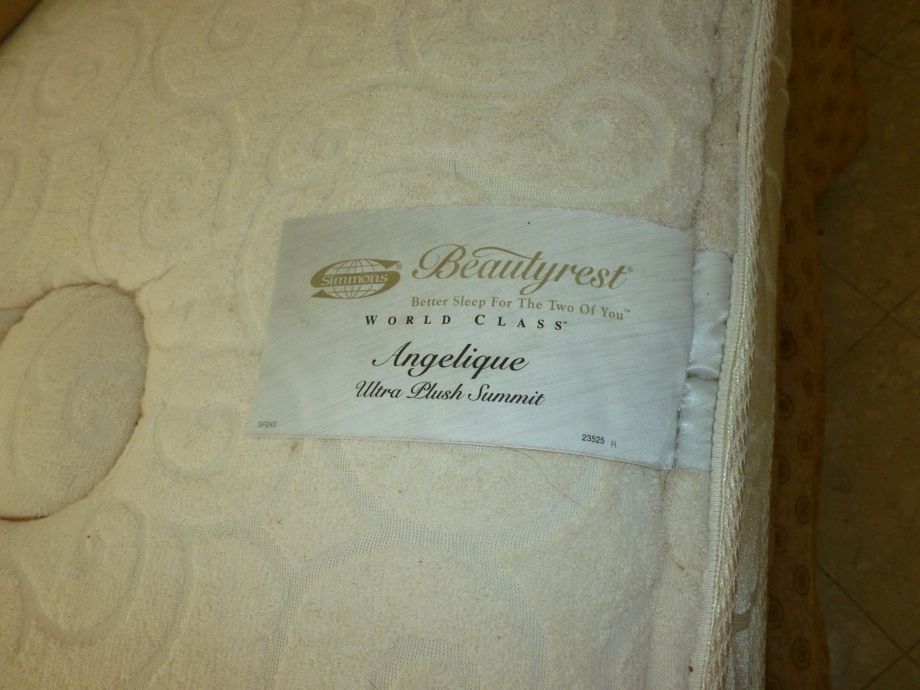 Simmons®
Beautyrest®
Better Sleep For The Two Of You™
WORLD CLASS™
Angelique
Ultra Plush Summit
SF243
23525 R